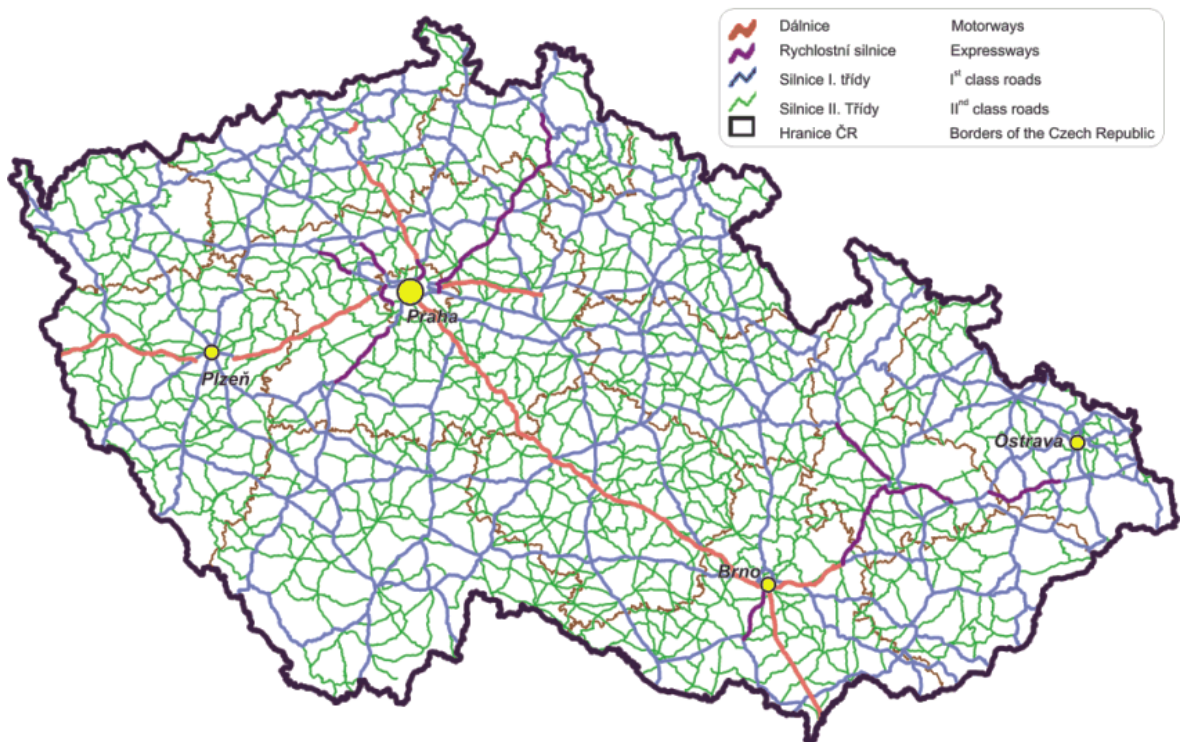 Dálnice Motorways
Rychlostní silnice Expressways
Silnice I. třídy Iˢᵗ class roads
Silnice II. Třídy IIⁿᵈ class roads
Hranice ČR Borders of the Czech Republic
Praha
Plzeň
Ostrava
Brno